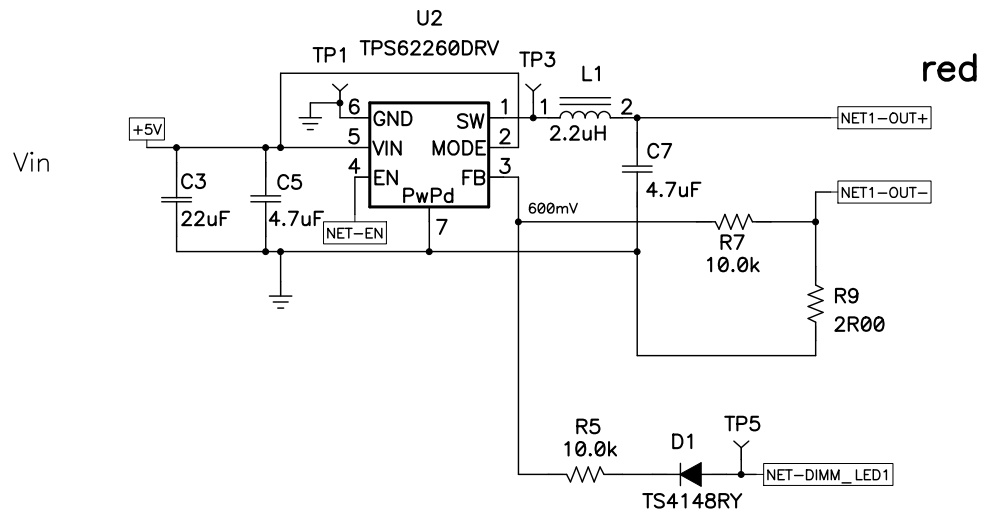 U2
TPS62260DRV
TP1
TP3
L1
red
6
GND
SW
1
1
2
2.2uH
NET1-OUT+
+5V
5
VIN
MODE
2
C7
4.7uF
Vin
4
EN
FB
3
PwPd
C3
22uF
C5
4.7uF
NET1-OUT-
600mV
7
NET-EN
R7
10.0k
R9
2R00
R5
10.0k
D1
TS4148RY
TP5
NET-DIMM_LED1